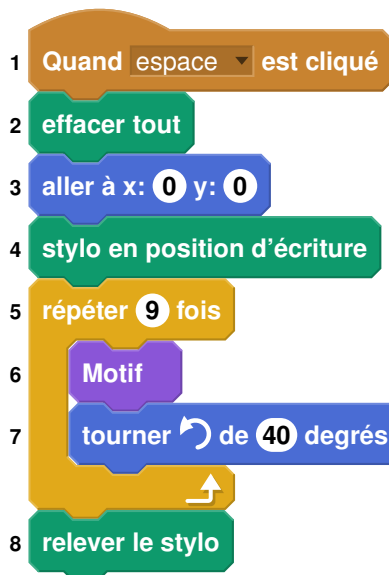 1 Quand espace est cliqué
2 effacer tout
3 aller à x: 0 y: 0
4 stylo en position d’écriture
5 répéter 9 fois
6 Motif
7 tourner de 40 degrés
8 relever le stylo